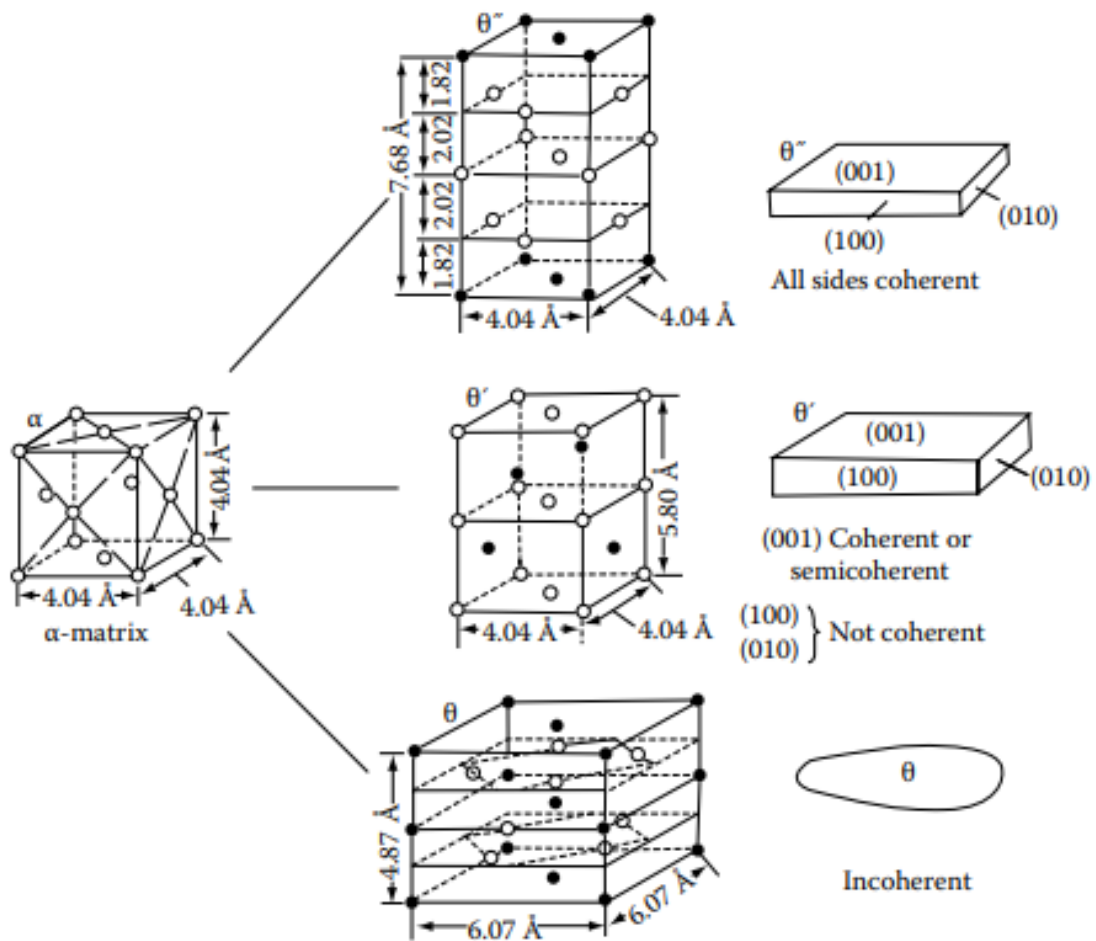 θ″
1.82
2.02
7.68 Å
2.02
1.82
4.04 Å
4.04 Å
θ″
(001)
(010)
(100)
All sides coherent
α
4.04 Å
4.04 Å
4.04 Å
α-matrix
θ′
5.80 Å
4.04 Å
4.04 Å
θ′
(001)
(100)
(010)
(001) Coherent or
semicoherent
(100)
(010)
Not coherent
θ
4.87 Å
6.07 Å
6.07 Å
θ
Incoherent